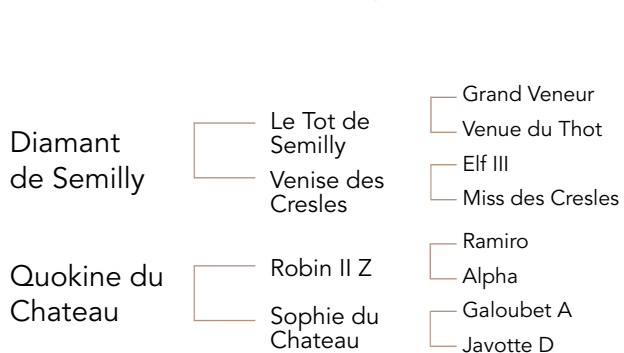 Diamant
de Semilly
Le Tot de
Semilly
Venise des
Cresles
Grand Veneur
Venue du Thot
Elf III
Miss des Cresles
Quokine du
Chateau
Robin II Z
Sophie du
Chateau
Ramiro
Alpha
Galoubet A
Javotte D